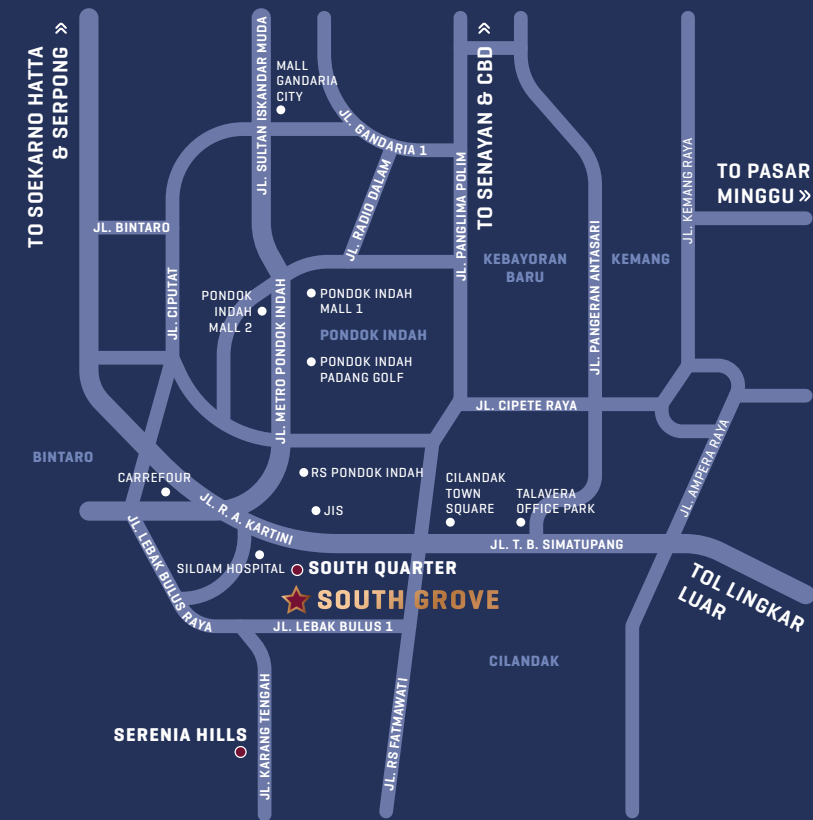 TO SOEKARNO HATTA
& SERPONG »
JL. SULTAN ISKANDAR MUDA
MALL
GANDARIA
CITY
JL. GANDARIA 1
JL. RADIO DALAM
JL. PANGLIMA POLIM
TO SENAYAN & CBD »
JL. KEMANG RAYA
TO PASAR
MINGGU »
JL. BINTARO
JL. CIPUTAT
KEBAYORAN
BARU
JL. PANGERAN ANTASARI
KEMANG
PONDOK
INDAH
MALL 2
JL. METRO PONDOK INDAH
PONDOK INDAH
MALL 1
PONDOK INDAH
PONDOK INDAH
PADANG GOLF
JL. CIPETE RAYA
BINTARO
CARREFOUR
RS PONDOK INDAH
JIS
CILANDAK
TOWN
SQUARE
TALAVERA
OFFICE PARK
JL. AMPERA RAYA
JL. R. A. KARTINI
JL. T. B. SIMATUPANG
SILOAM HOSPITAL
SOUTH QUARTER
TOL LINGKAR
LUAR
JL. LEBAK BULUS RAYA
SOUTH GROVE
JL. LEBAK BULUS 1
CILANDAK
JL. RS FATMAWATI
SERENIA HILLS
JL. KARANG TENGAH